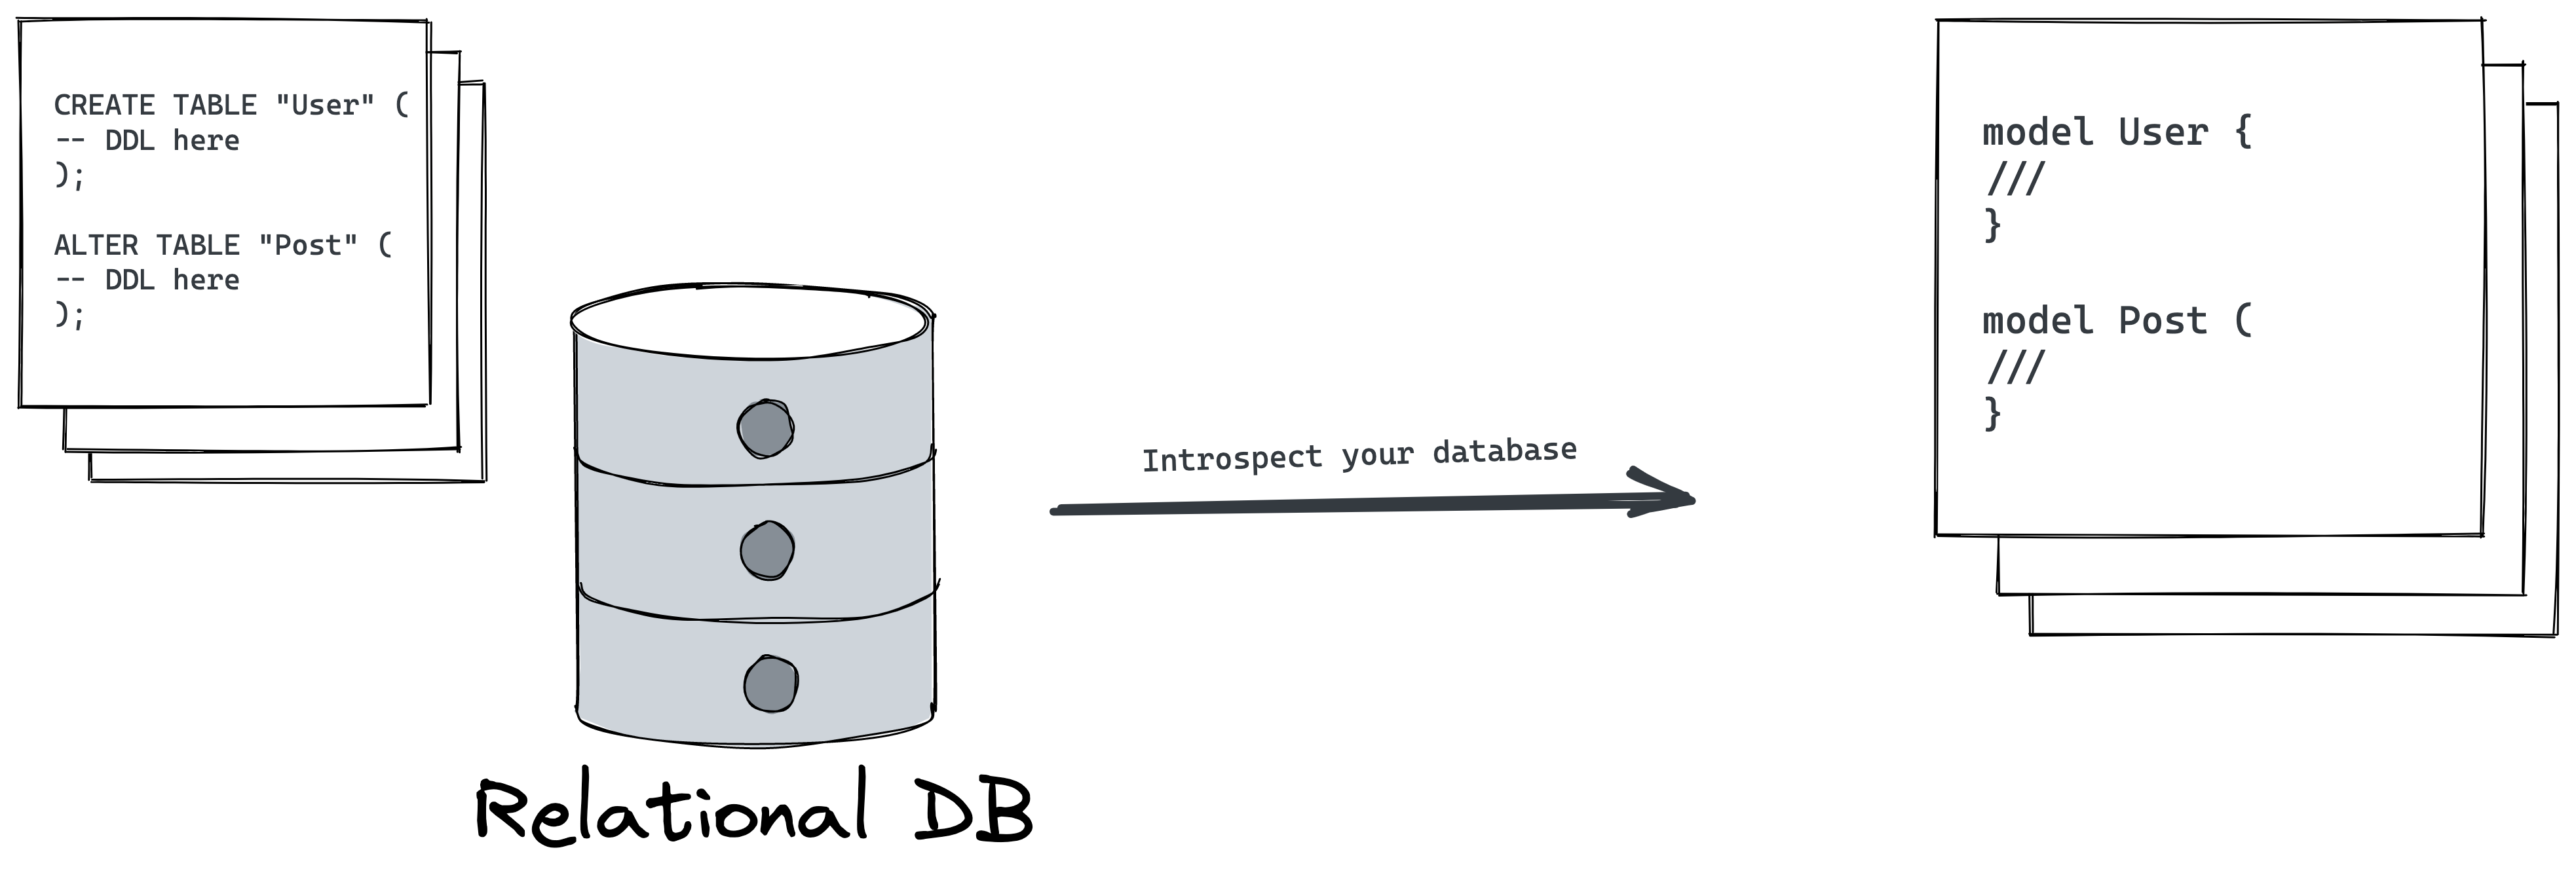 CREATE TABLE "User" (
-- DDL here
);
ALTER TABLE "Post" (
-- DDL here
);
Relational DB
Introspect your database
model User {
///
}
model Post (
///
}